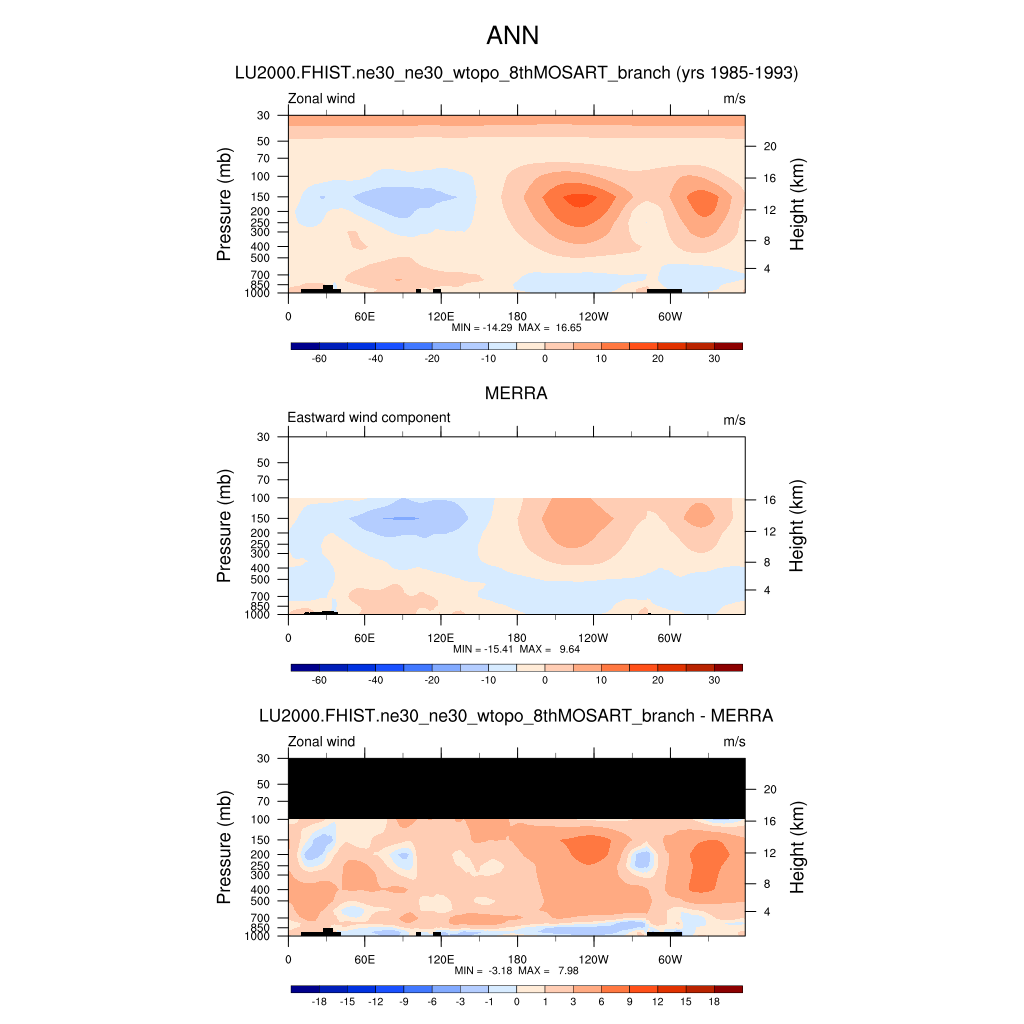 ANN
LU2000.FHIST.ne30_ne30_wtopo_8thMOSART_branch (yrs 1985-1993)
Zonal wind m/s
Pressure (mb)
30
50
70
100
150
200
250
300
400
500
700
850
1000
20
16
12
8
4
Height (km)
0 60E 120E 180 120W 60W
MIN = -14.29 MAX = 16.65
-60 -40 -20 -10 0 10 20 30
MERRA
Eastward wind component m/s
Pressure (mb)
30
50
70
100
150
200
250
300
400
500
700
850
1000
16
12
8
4
Height (km)
0 60E 120E 180 120W 60W
MIN = -15.41 MAX = 9.64
-60 -40 -20 -10 0 10 20 30
LU2000.FHIST.ne30_ne30_wtopo_8thMOSART_branch - MERRA
Zonal wind m/s
Pressure (mb)
30
50
70
100
150
200
250
300
400
500
700
850
1000
20
16
12
8
4
Height (km)
0 60E 120E 180 120W 60W
MIN = -3.18 MAX = 7.98
-18 -15 -12 -9 -6 -3 -1 0 1 3 6 9 12 15 18